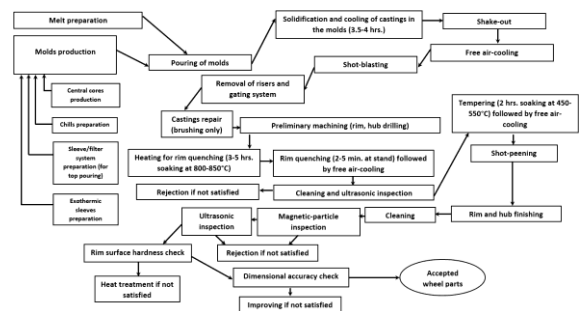 Melt preparation
Molds production
Pouring of molds
Solidification and cooling of castings in
the molds (3.5-4 hrs.)
Shake-out
Free air-cooling
Shot-blasting
Removal of risers and
gating system
Central cores
production
Chills preparation
Sleeve/filter
system
preparation (for
top pouring)
Exothermic
sleeves
preparation
Castings repair
(brushing only)
Preliminary machining (rim, hub drilling)
Heating for rim quenching (3-5 hrs.
soaking at 800-850°C)
Rim quenching (2-5 min. at stand) followed
by free air-cooling
Rejection if not satisfied
Cleaning and ultrasonic inspection
Tempering (2 hrs. soaking at 450-
550°C) followed by free air-
cooling
Shot-peening
Rim and hub finishing
Cleaning
Magnetic-particle
inspection
Ultrasonic
inspection
Rejection if not satisfied
Rim surface hardness check
Heat treatment if not
satisfied
Dimensional accuracy check
Improving if not satisfied
Accepted
wheel parts